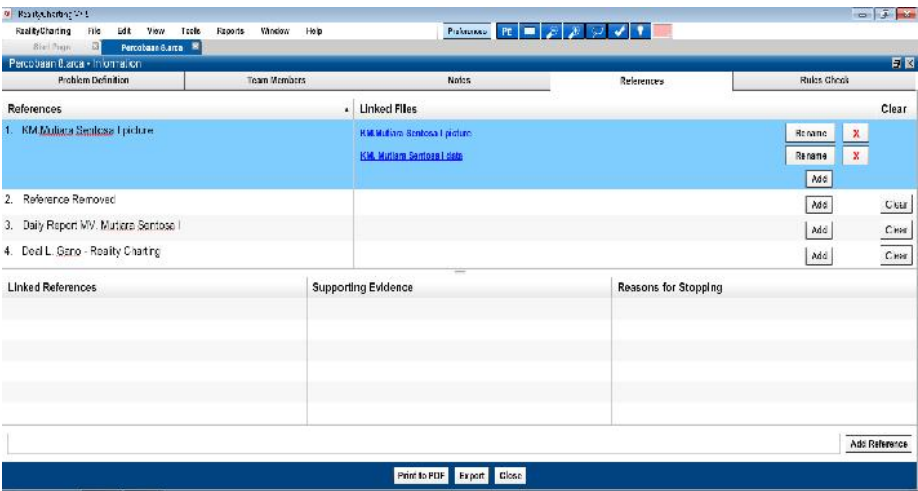 RealityCharting
RealityCharting File Edit View Tools Reports Window Help Preferences PE
Start Page Percobaan 6.arca
Percobaan 6.arca - Information
Problem Definition Team Members Notes References Rules Check
References Linked Files Clear
1. KM.Mutiara Sentosa I picture KM.Mutiara Sentosa I picture Rename X
KM. Mutiara Sentosa I data Rename X
Add
2. Reference Removed Add Clear
3. Daily Report MV. Mutiara Sentosa I Add Clear
4. Deal L. Gano - Reality Charting Add Clear
Linked References Supporting Evidence Reasons for Stopping
Add Reference
Print to PDF Export Close